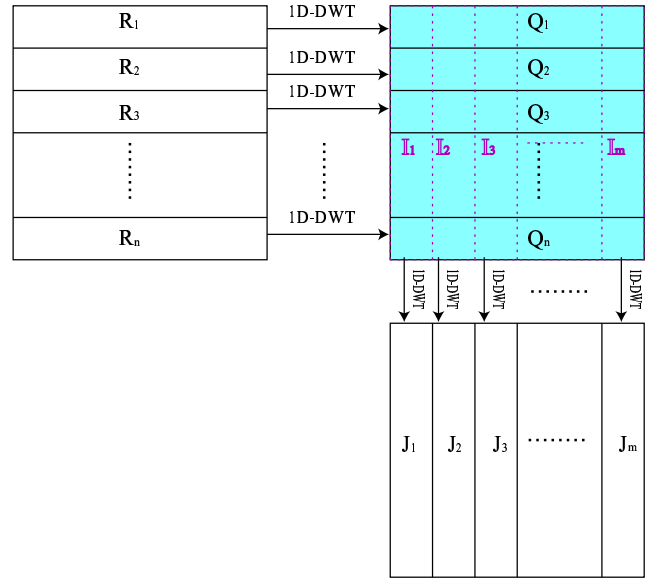 R1 1D-DWT Q1
R2 1D-DWT Q2
R3 1D-DWT Q3
I1 I2 I3 Im
Rn 1D-DWT Qn
1D-DWT 1D-DWT 1D-DWT 1D-DWT
J1 J2 J3 Jm